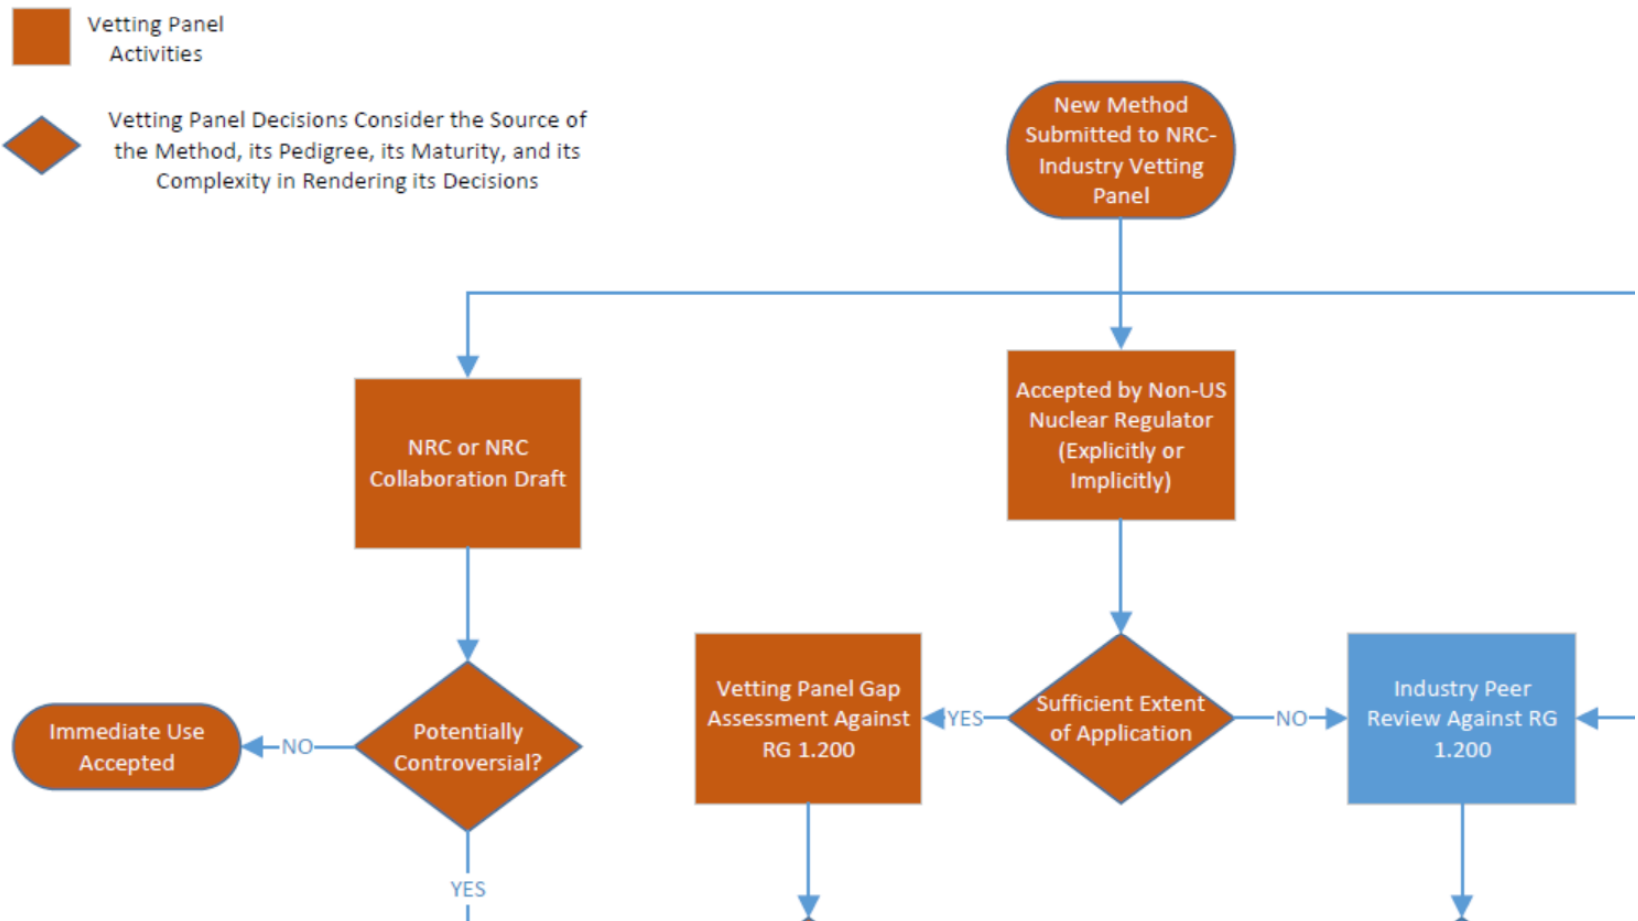 Vetting Panel
Activities
Vetting Panel Decisions Consider the Source of
the Method, its Pedigree, its Maturity, and its
Complexity in Rendering its Decisions
New Method
Submitted to NRC-
Industry Vetting
Panel
NRC or NRC
Collaboration Draft
Accepted by Non-US
Nuclear Regulator
(Explicitly or
Implicitly)
Immediate Use
Accepted
NO
Potentially
Controversial?
YES
Vetting Panel Gap
Assessment Against
RG 1.200
YES
Sufficient Extent
of Application
NO
Industry Peer
Review Against RG
1.200